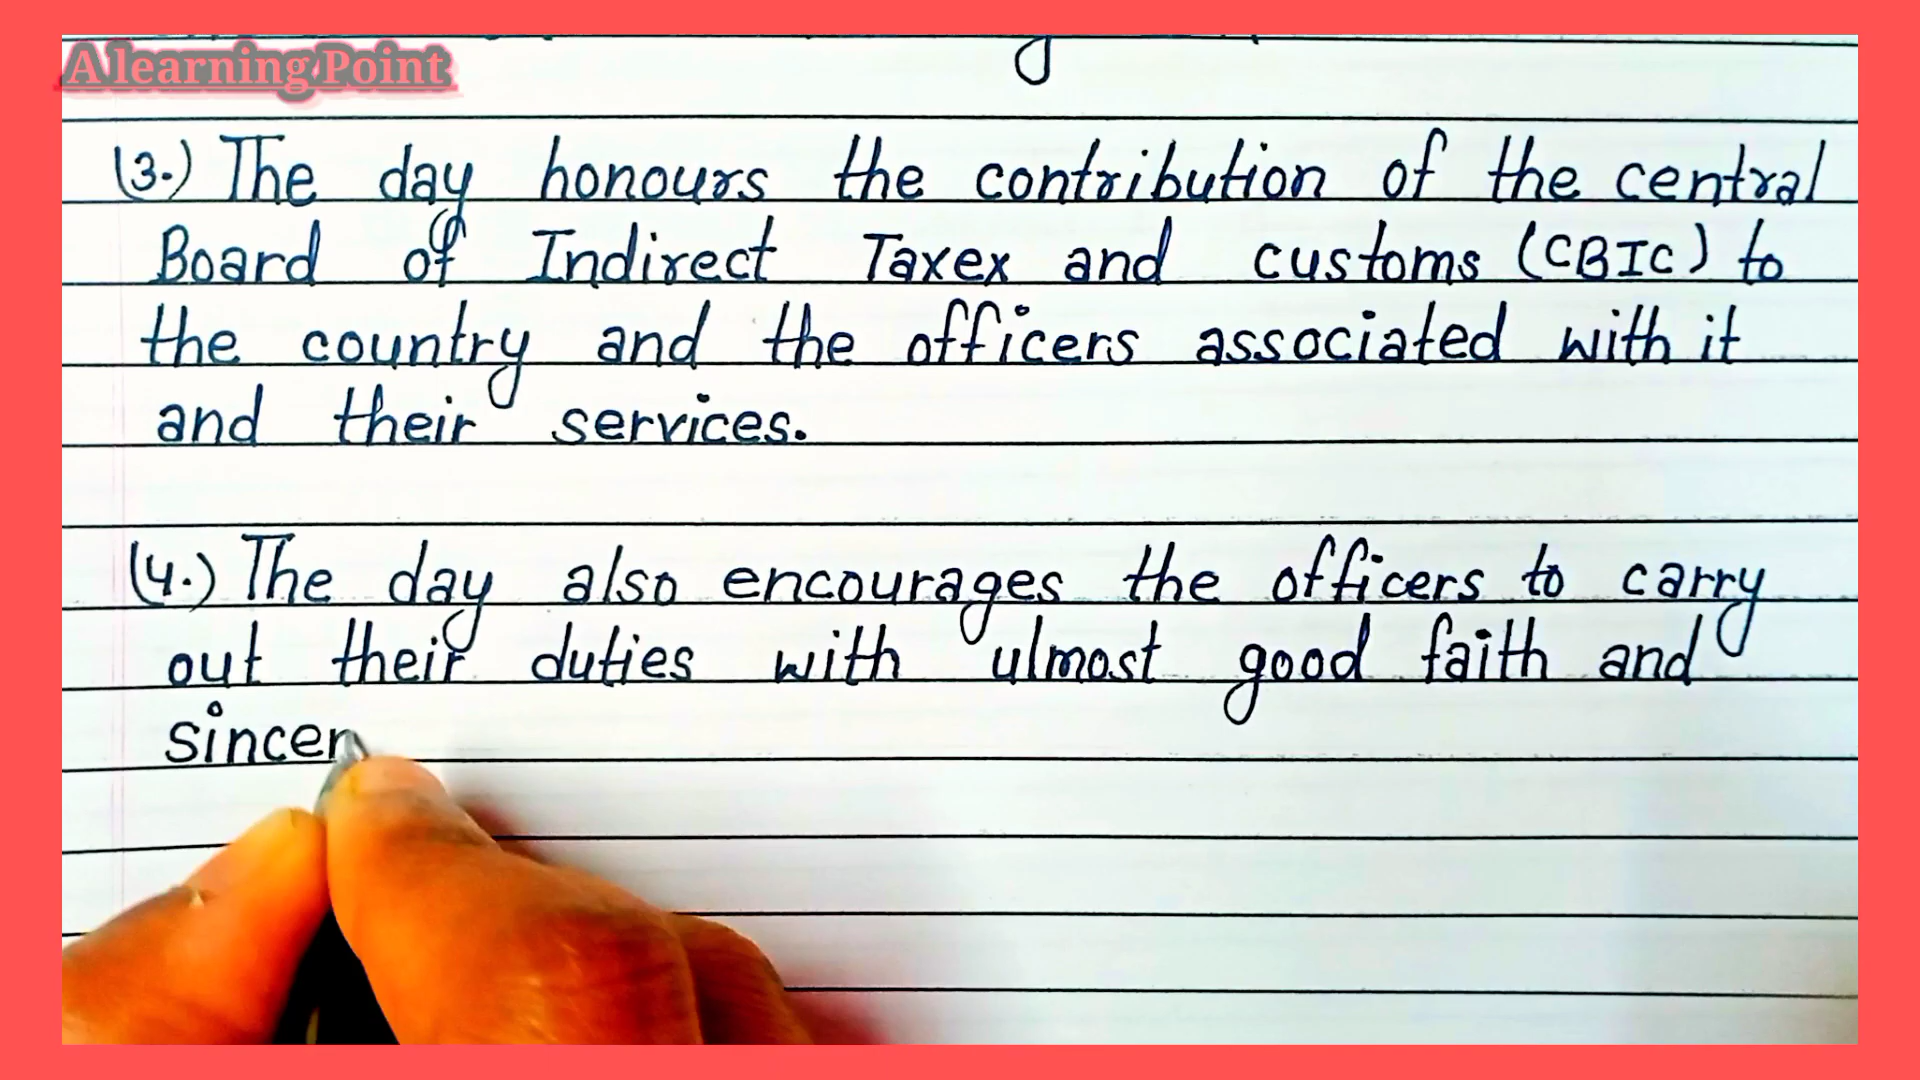 A learning Point
(3.) The day honours the contribution of the central
Board of Indirect Taxex and customs (CBIC) to
the country and the officers associated with it
and their services.
(4.) The day also encourages the officers to carry
out their duties with ulmost good faith and
sincer